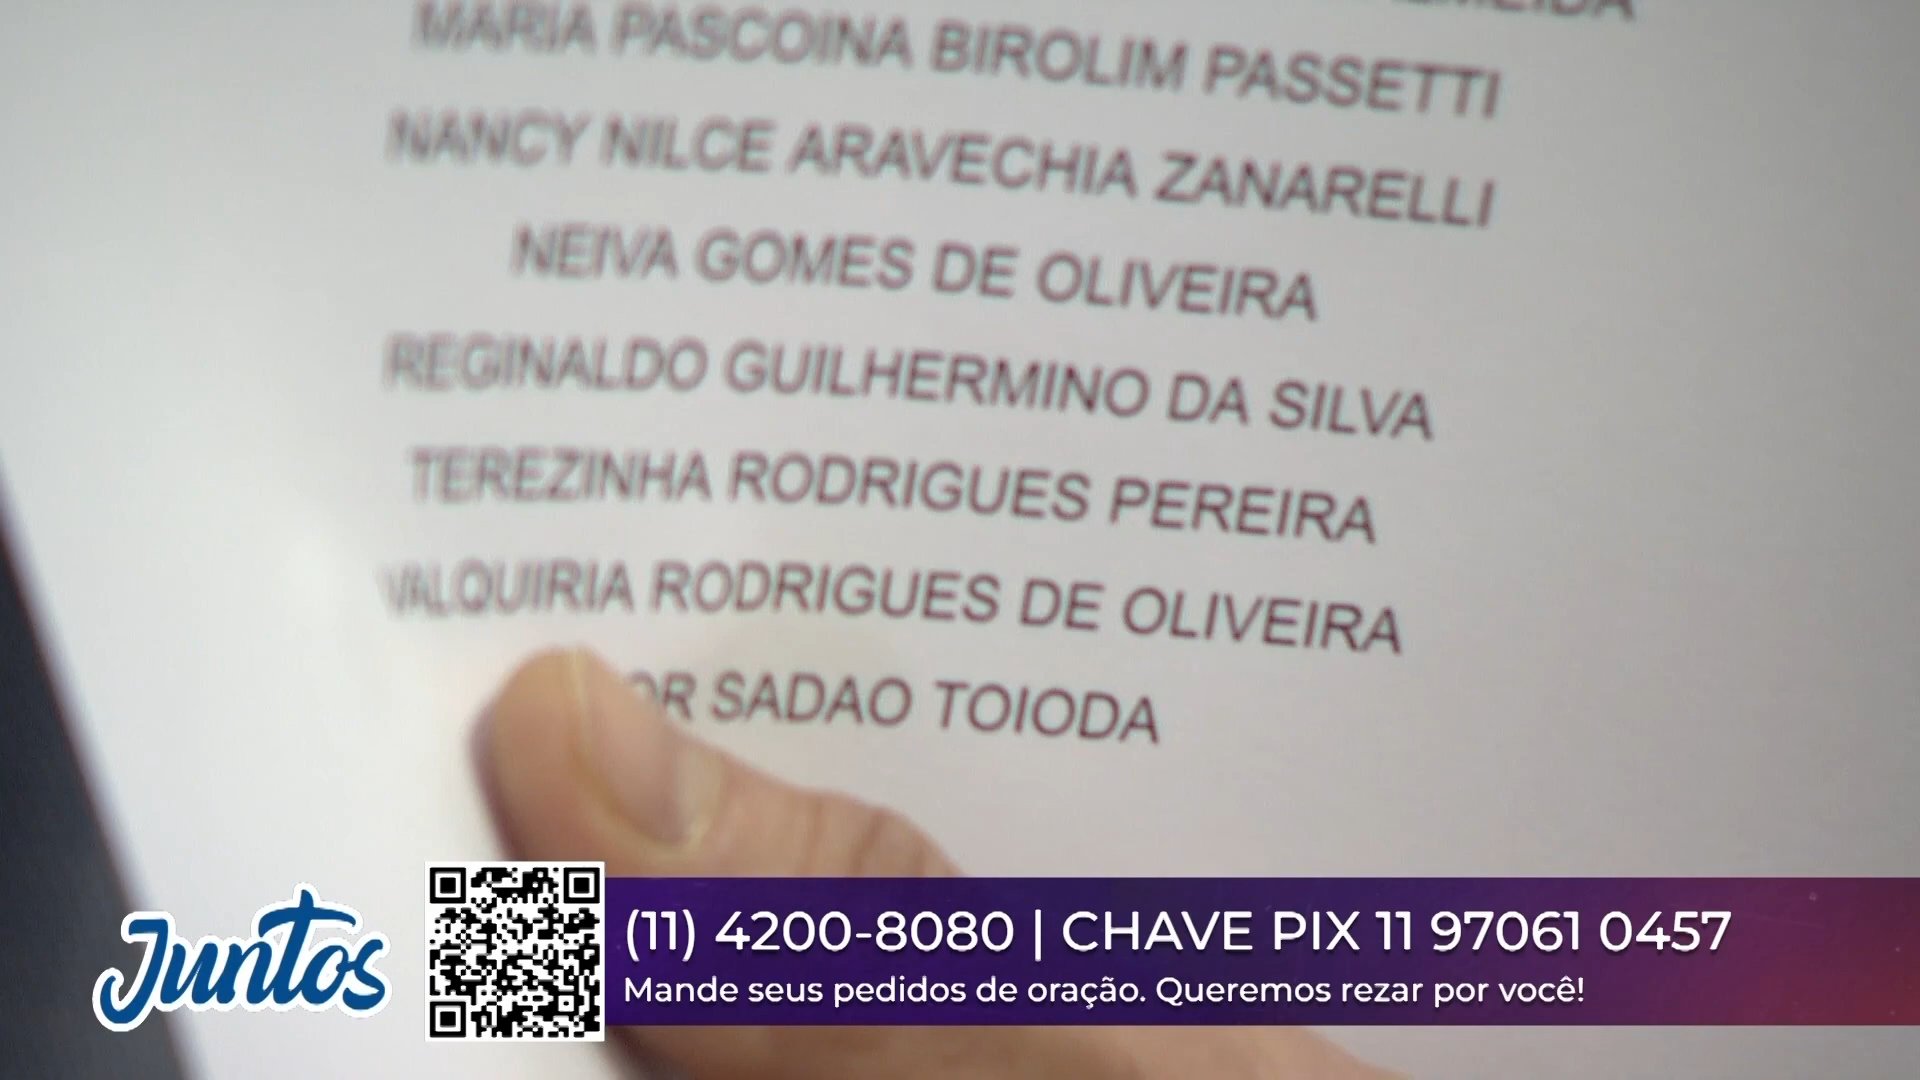 ALMEIDA
MARIA PASCOINA BIROLIM PASSETTI
NANCY NILCE ARAVECHIA ZANARELLI
NEIVA GOMES DE OLIVEIRA
REGINALDO GUILHERMINO DA SILVA
TEREZINHA RODRIGUES PEREIRA
VALQUIRIA RODRIGUES DE OLIVEIRA
SADAO TOIODA
Juntos
(11) 4200-8080 | CHAVE PIX 11 97061 0457
Mande seus pedidos de oração. Queremos rezar por você!